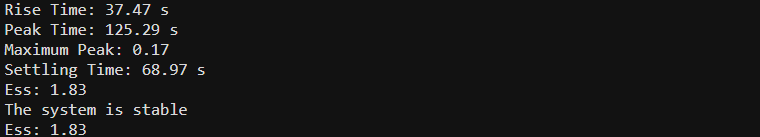 Rise Time: 37.47 s
Peak Time: 125.29 s
Maximum Peak: 0.17
Settling Time: 68.97 s
Ess: 1.83
The system is stable
Ess: 1.83